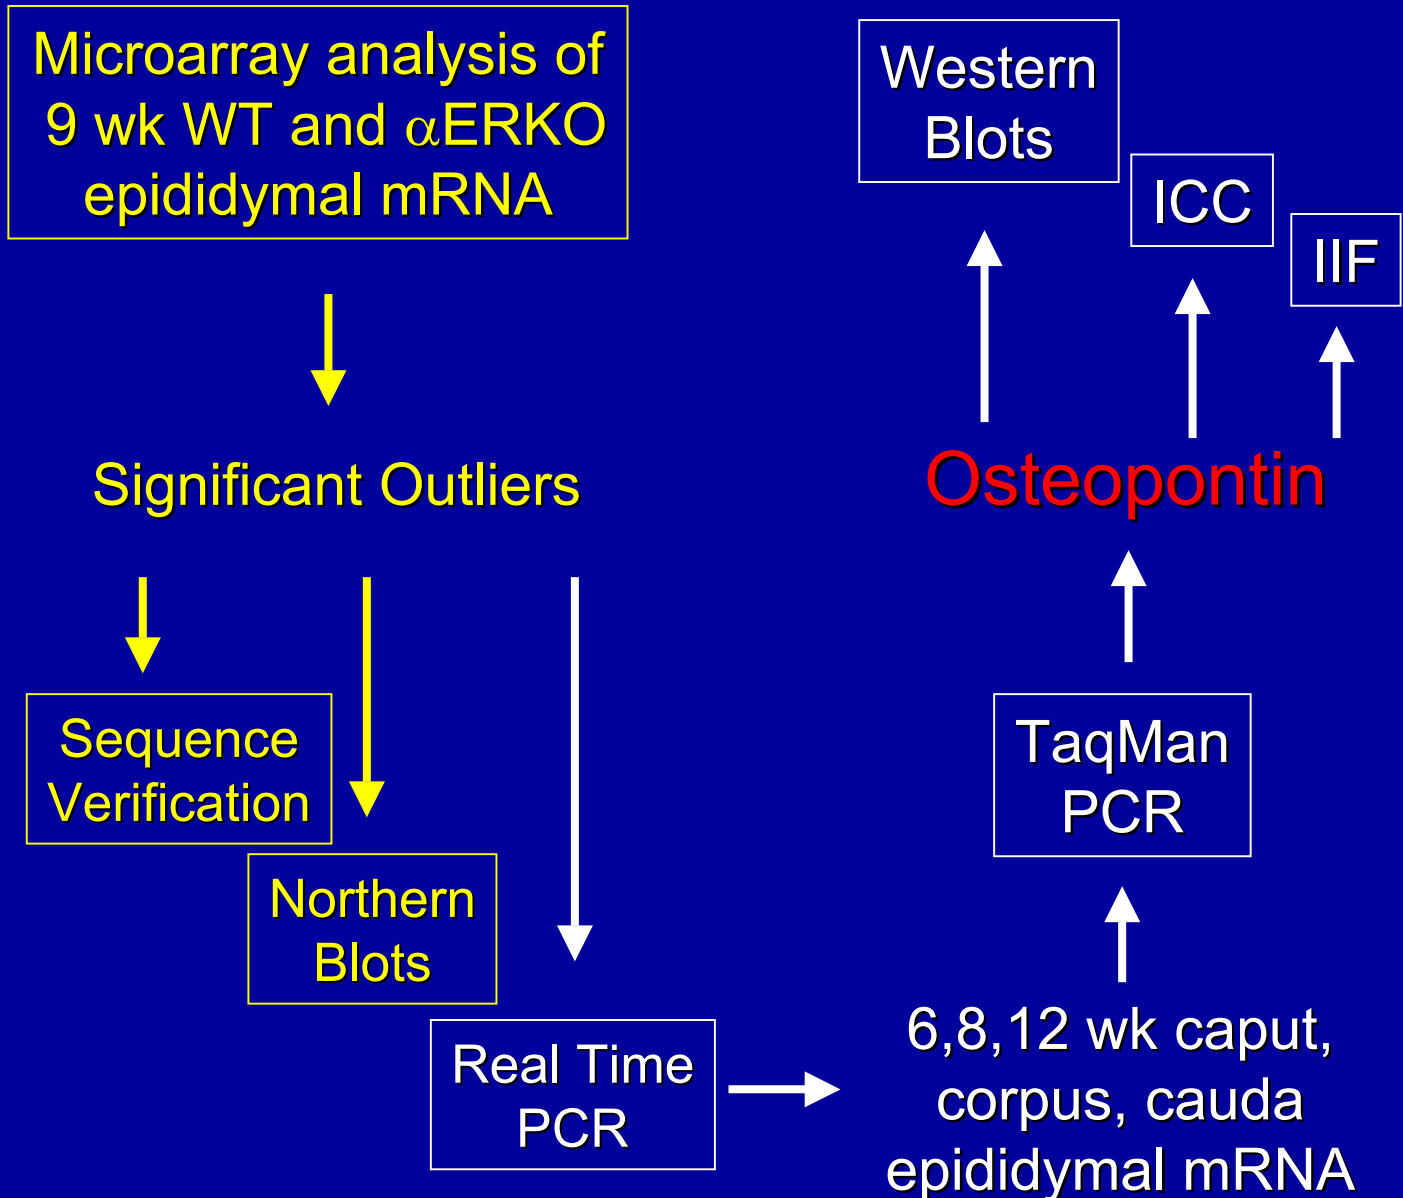 Microarray analysis of
9 wk WT and αERKO
epididymal mRNA
Significant Outliers
Sequence
Verification
Northern
Blots
Real Time
PCR
6,8,12 wk caput,
corpus, cauda
epididymal mRNA
TaqMan
PCR
Osteopontin
Western
Blots
ICC
IIF